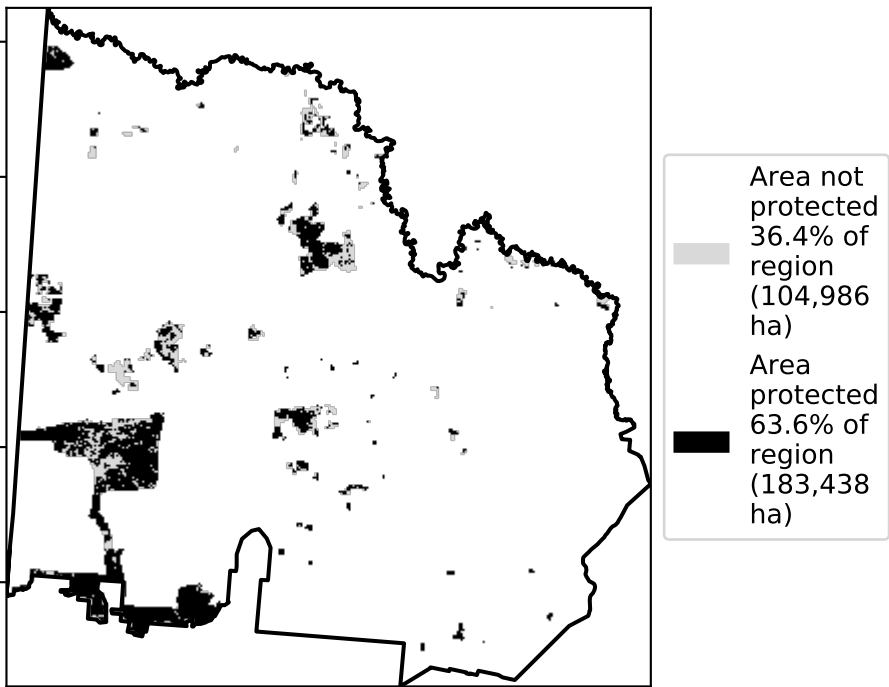 Area not
protected
36.4% of
region
(104,986
ha)
Area
protected
63.6% of
region
(183,438
ha)